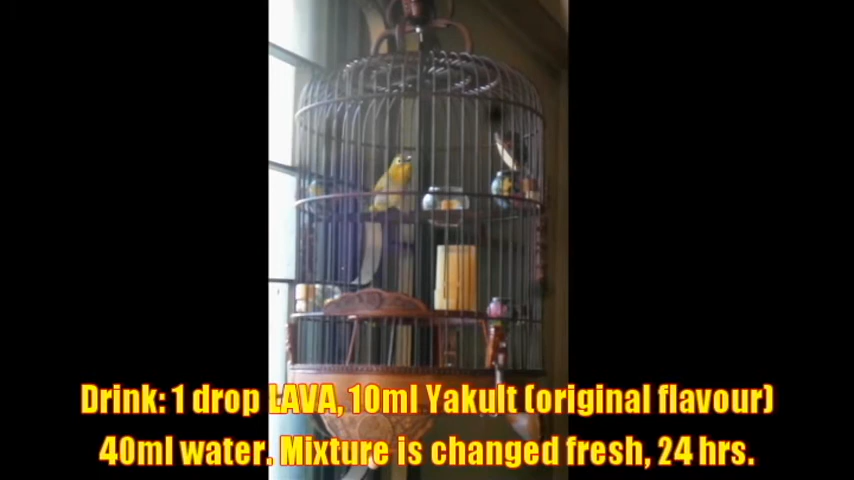 Drink: 1 drop LAVA, 10ml Yakult (original flavour)
40ml water. Mixture is changed fresh, 24 hrs.